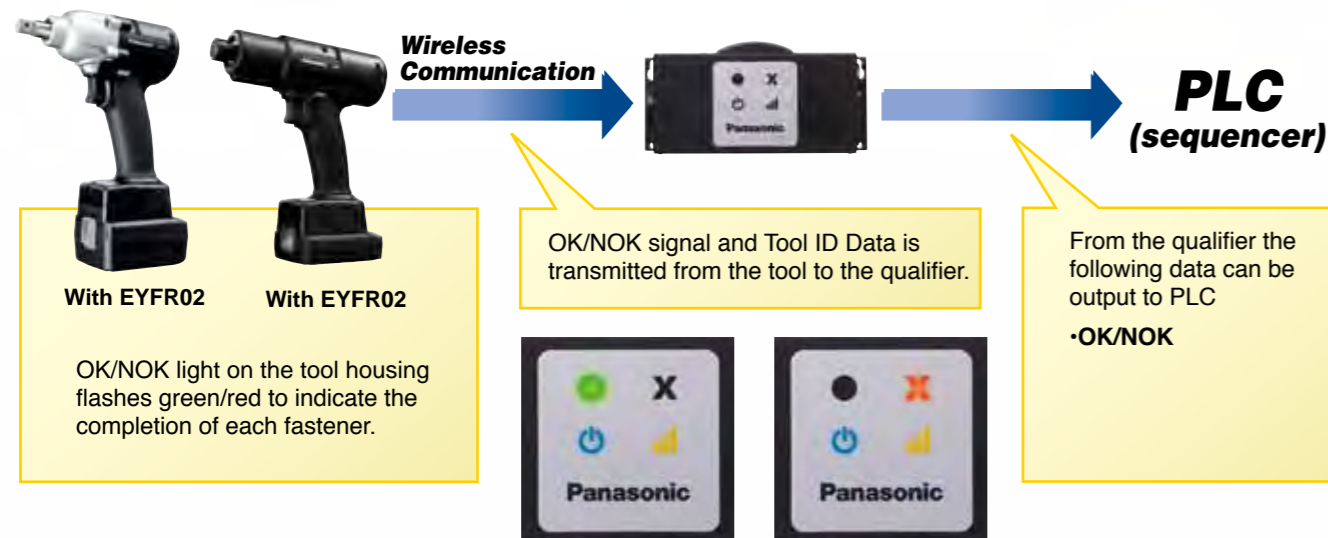 Wireless
Communication
Panasonic
PLC
(sequencer)
With EYFR02
With EYFR02
OK/NOK light on the tool housing
flashes green/red to indicate the
completion of each fastener.
OK/NOK signal and Tool ID Data is
transmitted from the tool to the qualifier.
From the qualifier the
following data can be
output to PLC
•OK/NOK
X
Panasonic
X
Panasonic